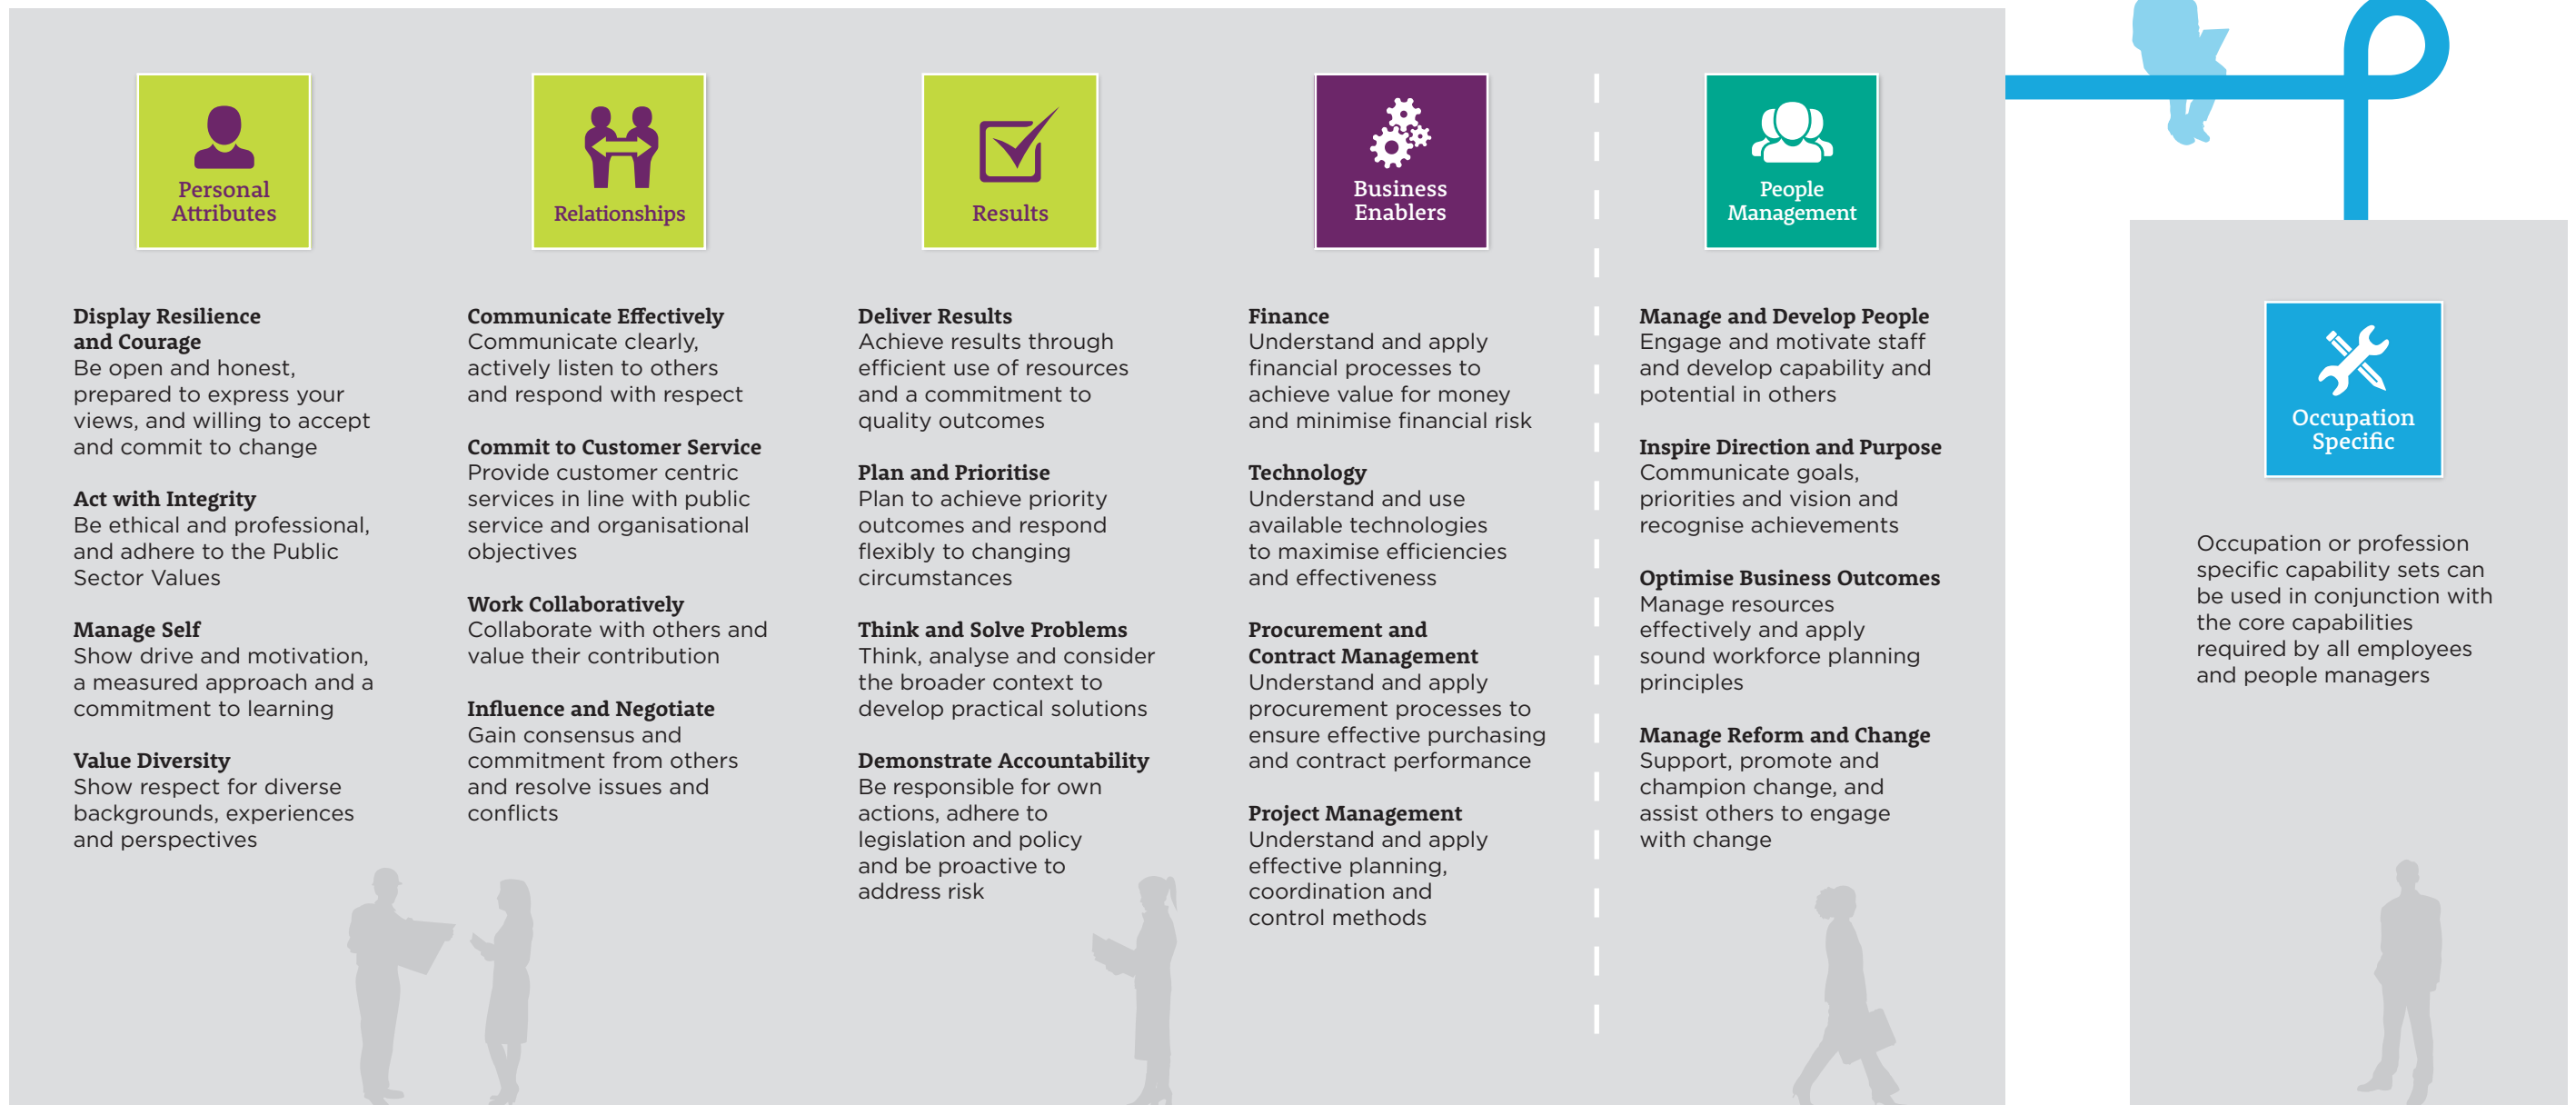 Personal
Attributes
Display Resilience
and Courage
Be open and honest,
prepared to express your
views, and willing to accept
and commit to change
Act with Integrity
Be ethical and professional,
and adhere to the Public
Sector Values
Manage Self
Show drive and motivation,
a measured approach and a
commitment to learning
Value Diversity
Show respect for diverse
backgrounds, experiences
and perspectives
Relationships
Communicate Effectively
Communicate clearly,
actively listen to others
and respond with respect
Commit to Customer Service
Provide customer centric
services in line with public
service and organisational
objectives
Work Collaboratively
Collaborate with others and
value their contribution
Influence and Negotiate
Gain consensus and
commitment from others
and resolve issues and
conflicts
Results
Deliver Results
Achieve results through
efficient use of resources
and a commitment to
quality outcomes
Plan and Prioritise
Plan to achieve priority
outcomes and respond
flexibly to changing
circumstances
Think and Solve Problems
Think, analyse and consider
the broader context to
develop practical solutions
Demonstrate Accountability
Be responsible for own
actions, adhere to
legislation and policy
and be proactive to
address risk
Business
Enablers
Finance
Understand and apply
financial processes to
achieve value for money
and minimise financial risk
Technology
Understand and use
available technologies
to maximise efficiencies
and effectiveness
Procurement and
Contract Management
Understand and apply
procurement processes to
ensure effective purchasing
and contract performance
Project Management
Understand and apply
effective planning,
coordination and
control methods
People
Management
Manage and Develop People
Engage and motivate staff
and develop capability and
potential in others
Inspire Direction and Purpose
Communicate goals,
priorities and vision and
recognise achievements
Optimise Business Outcomes
Manage resources
effectively and apply
sound workforce planning
principles
Manage Reform and Change
Support, promote and
champion change, and
assist others to engage
with change
Occupation
Specific
Occupation or profession
specific capability sets can
be used in conjunction with
the core capabilities
required by all employees
and people managers